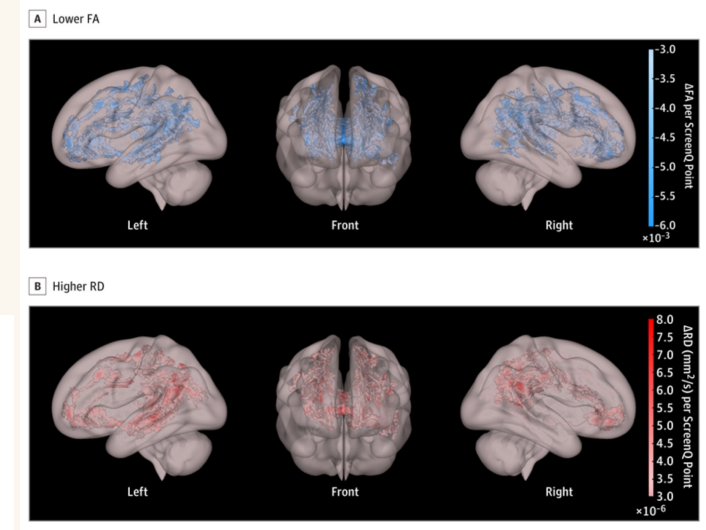 A Lower FA
-3.0
-3.5
-4.0
-4.5
-5.0
-5.5
-6.0
×10⁻³
ΔFA per ScreenQ Point
Left
Front
Right
B Higher RD
8.0
7.5
7.0
6.5
6.0
5.5
5.0
4.5
4.0
3.5
3.0
×10⁻⁶
ΔRD (mm²/s) per ScreenQ Point
Left
Front
Right